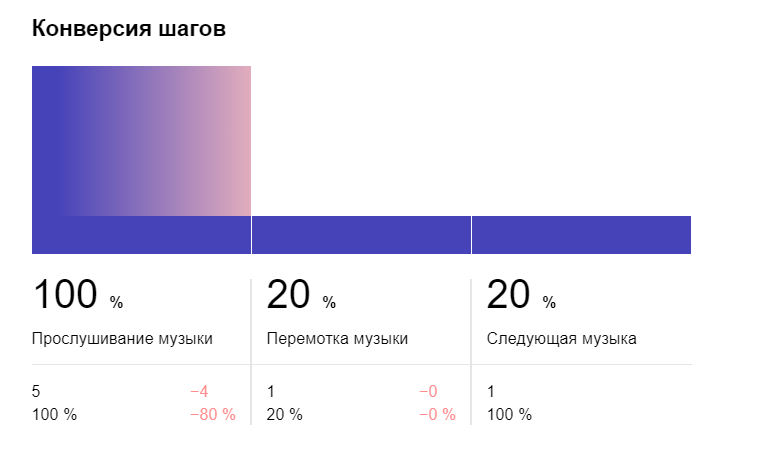 Конверсия шагов
100 % 20 % 20 %
Прослушивание музыки Перемотка музыки Следующая музыка
5 −4 1 −0 1
100 % −80 % 20 % −0 % 100 %